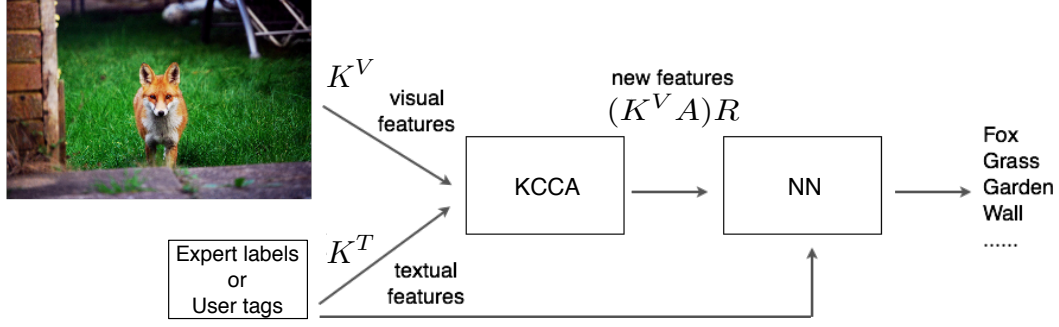 K^V
visual
features
new features
(K^V A)R
KCCA
NN
Fox
Grass
Garden
Wall
......
K^T
Expert labels
or
User tags
textual
features